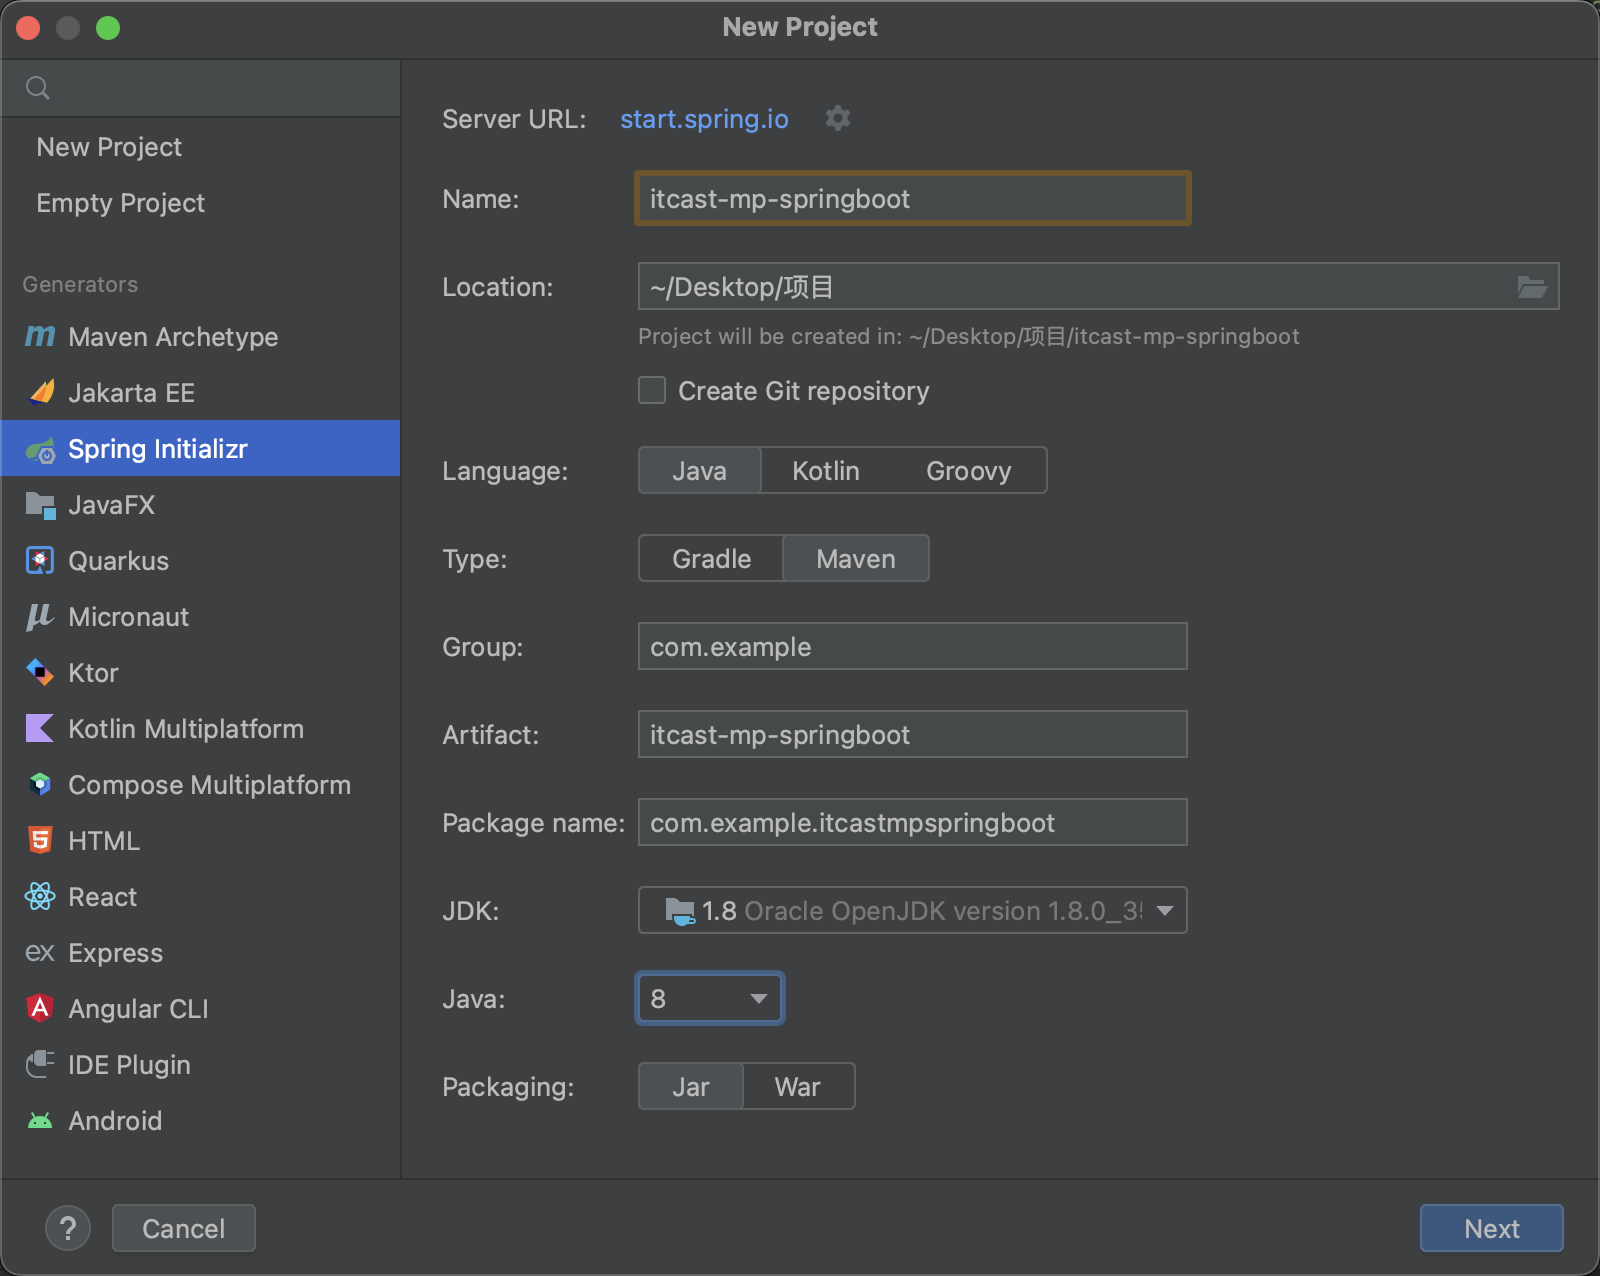 New Project
New Project
Empty Project
Generators
Maven Archetype
Jakarta EE
Spring Initializr
JavaFX
Quarkus
Micronaut
Ktor
Kotlin Multiplatform
Compose Multiplatform
HTML
React
ex Express
Angular CLI
IDE Plugin
Android
Server URL: start.spring.io
Name: itcast-mp-springboot
Location: ~/Desktop/项目
Project will be created in: ~/Desktop/项目/itcast-mp-springboot
Create Git repository
Language: Java Kotlin Groovy
Type: Gradle Maven
Group: com.example
Artifact: itcast-mp-springboot
Package name: com.example.itcastmpspringboot
JDK: 1.8 Oracle OpenJDK version 1.8.0_3
Java: 8
Packaging: Jar War
? Cancel Next